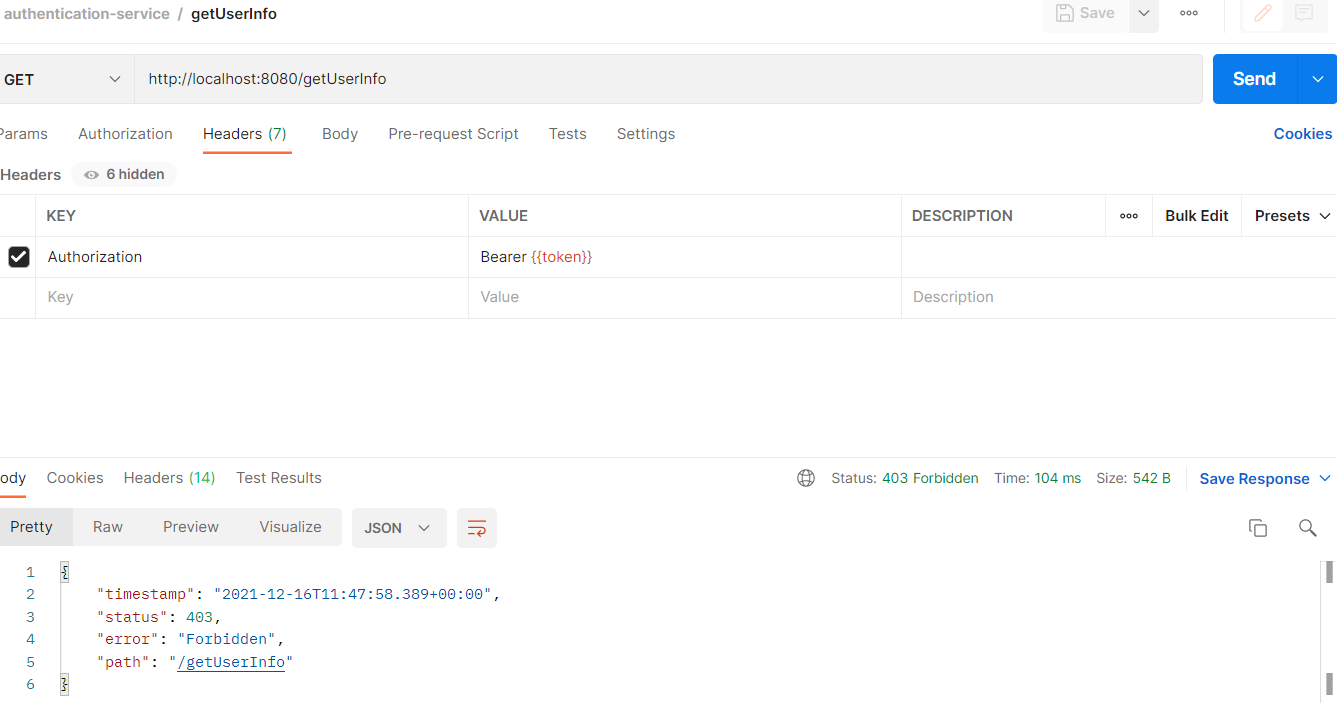 authentication-service / getUserInfo
Save
GET
http://localhost:8080/getUserInfo
Send
Params Authorization Headers (7) Body Pre-request Script Tests Settings Cookies
Headers 6 hidden
KEY VALUE DESCRIPTION Bulk Edit Presets
Authorization Bearer {{token}}
Key Value Description
ody Cookies Headers (14) Test Results Status: 403 Forbidden Time: 104 ms Size: 542 B Save Response
Pretty Raw Preview Visualize JSON
1 {
2 "timestamp": "2021-12-16T11:47:58.389+00:00",
3 "status": 403,
4 "error": "Forbidden",
5 "path": "/getUserInfo"
6 }